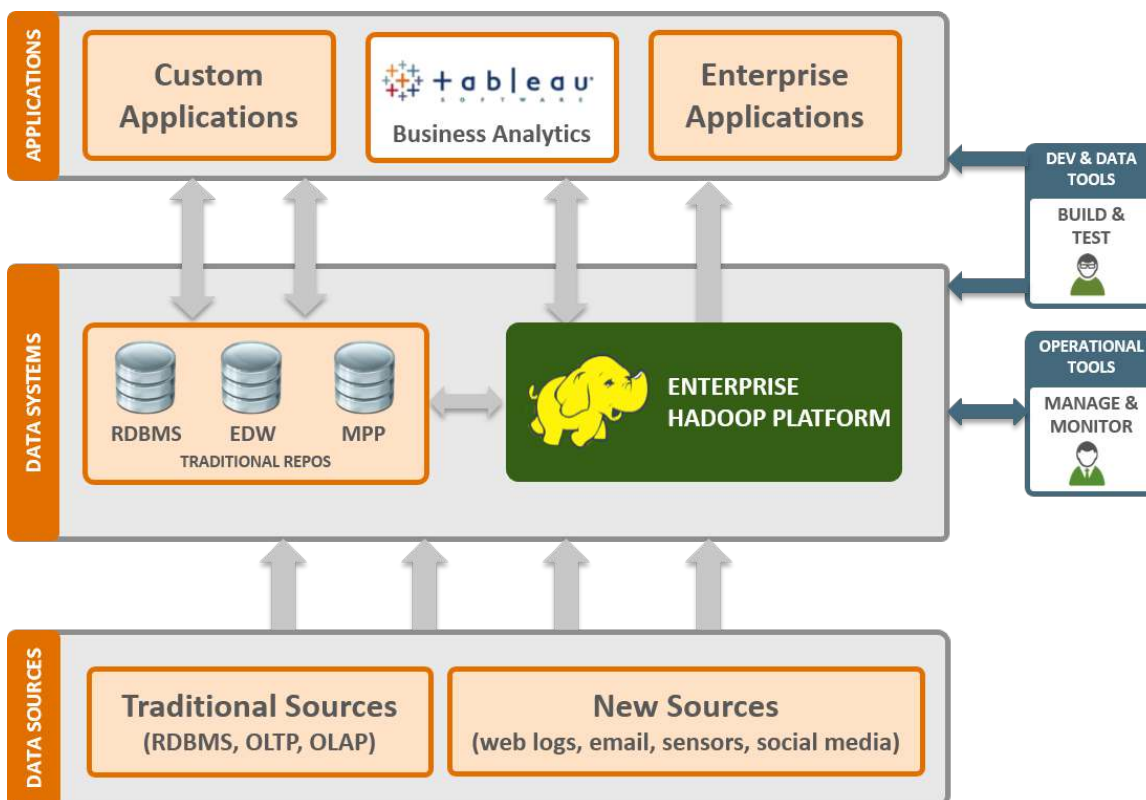 APPLICATIONS
Custom
Applications
+ableau
SOFTWARE
Business Analytics
Enterprise
Applications
DEV & DATA
TOOLS
BUILD &
TEST
DATA SYSTEMS
RDBMS
EDW
MPP
TRADITIONAL REPOS
ENTERPRISE
HADOOP PLATFORM
OPERATIONAL
TOOLS
MANAGE &
MONITOR
DATA SOURCES
Traditional Sources
(RDBMS, OLTP, OLAP)
New Sources
(web logs, email, sensors, social media)